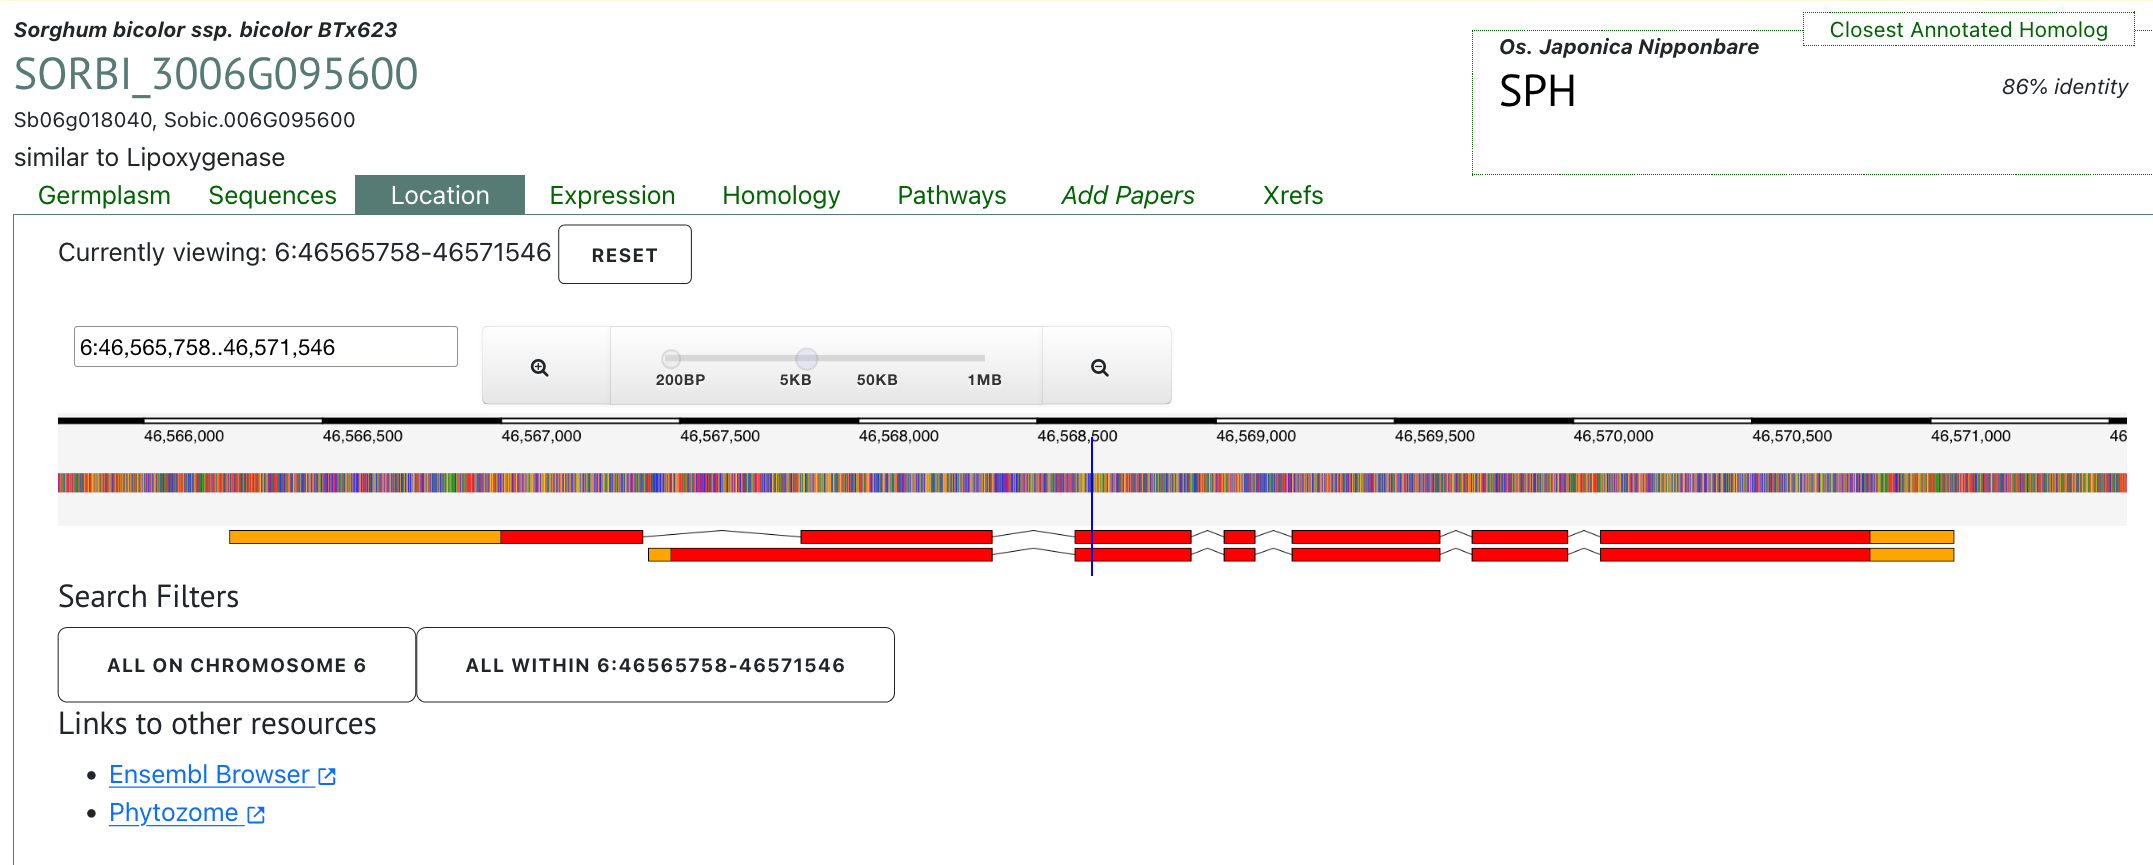 Sorghum bicolor ssp. bicolor BTx623
SORBI_3006G095600
Sb06g018040, Sobic.006G095600
similar to Lipoxygenase
Closest Annotated Homolog
Os. Japonica Nipponbare
SPH
86% identity
Germplasm Sequences Location Expression Homology Pathways Add Papers Xrefs
Currently viewing: 6:46565758-46571546 RESET
6:46,565,758..46,571,546
200BP 5KB 50KB 1MB
46,566,000 46,566,500 46,567,000 46,567,500 46,568,000 46,568,500 46,569,000 46,569,500 46,570,000 46,570,500 46,571,000 46
Search Filters
ALL ON CHROMOSOME 6 ALL WITHIN 6:46565758-46571546
Links to other resources
Ensembl Browser
Phytozome